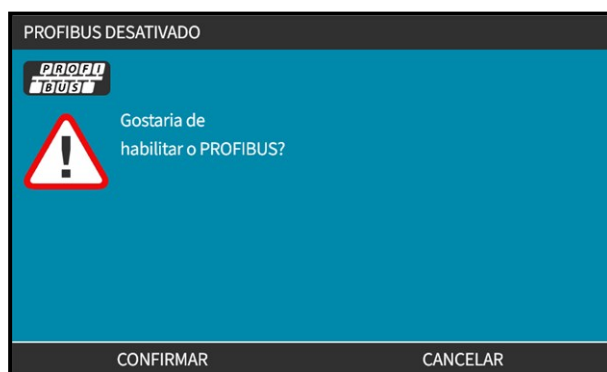 PROFIBUS DESATIVADO
PROFI
BUS
Gostaria de
habilitar o PROFIBUS?
CONFIRMAR CANCELAR